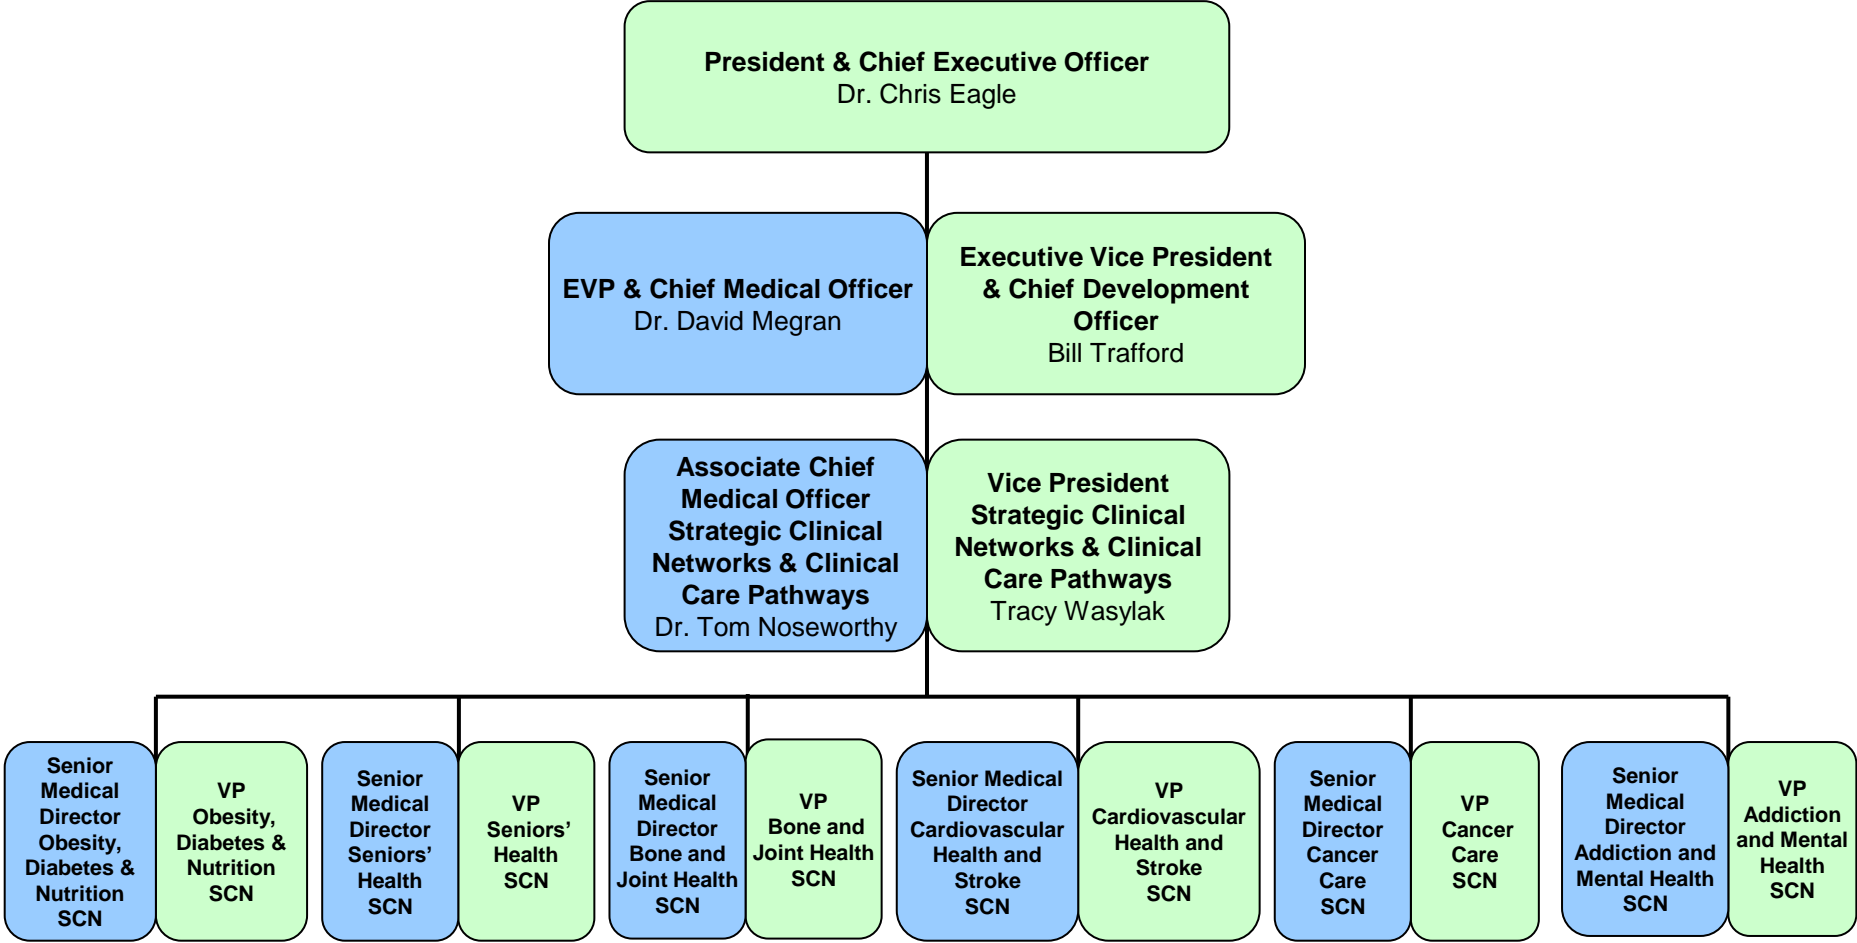 President & Chief Executive Officer
Dr. Chris Eagle
EVP & Chief Medical Officer
Dr. David Megran
Executive Vice President
& Chief Development
Officer
Bill Trafford
Associate Chief
Medical Officer
Strategic Clinical
Networks & Clinical
Care Pathways
Dr. Tom Noseworthy
Vice President
Strategic Clinical
Networks & Clinical
Care Pathways
Tracy Wasylak
Senior
Medical
Director
Obesity,
Diabetes &
Nutrition
SCN
VP
Obesity,
Diabetes &
Nutrition
SCN
Senior
Medical
Director
Seniors’
Health
SCN
VP
Seniors’
Health
SCN
Senior
Medical
Director
Bone and
Joint Health
SCN
VP
Bone and
Joint Health
SCN
Senior Medical
Director
Cardiovascular
Health and
Stroke
SCN
VP
Cardiovascular
Health and
Stroke
SCN
Senior
Medical
Director
Cancer
Care
SCN
VP
Cancer
Care
SCN
Senior
Medical
Director
Addiction and
Mental Health
SCN
VP
Addiction
and Mental
Health
SCN